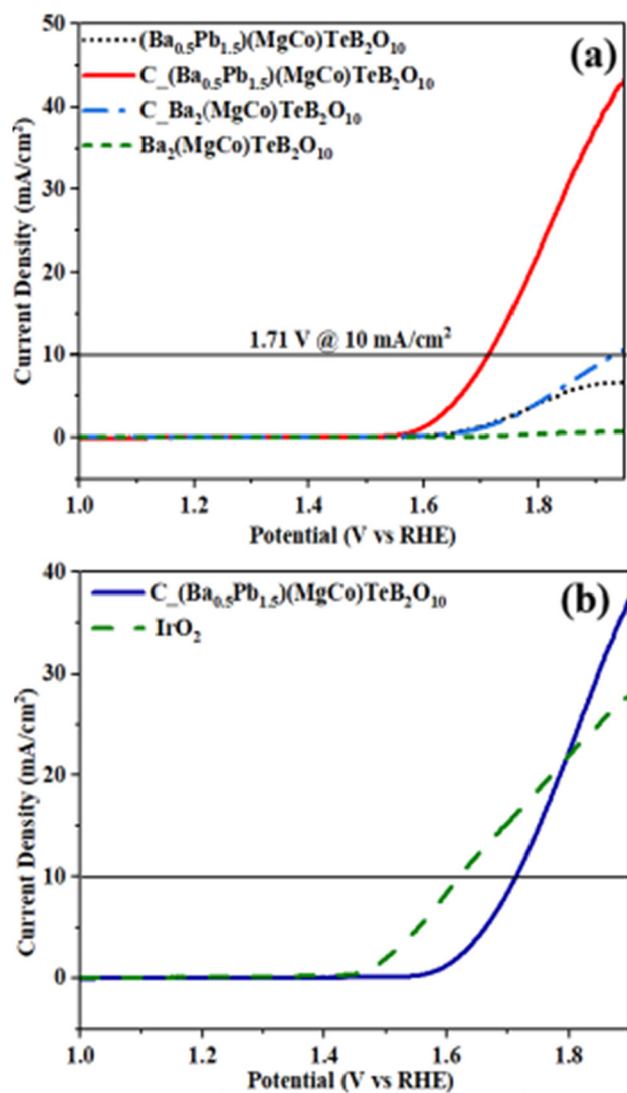 (a)
(Ba₀.₅Pb₁.₅)(MgCo)TeB₂O₁₀
C_(Ba₀.₅Pb₁.₅)(MgCo)TeB₂O₁₀
C_Ba₂(MgCo)TeB₂O₁₀
Ba₂(MgCo)TeB₂O₁₀
50
40
30
20
10
0
Current Density (mA/cm²)
1.71 V @ 10 mA/cm²
1.0 1.2 1.4 1.6 1.8
Potential (V vs RHE)
(b)
C_(Ba₀.₅Pb₁.₅)(MgCo)TeB₂O₁₀
IrO₂
40
30
20
10
0
Current Density (mA/cm²)
1.0 1.2 1.4 1.6 1.8
Potential (V vs RHE)